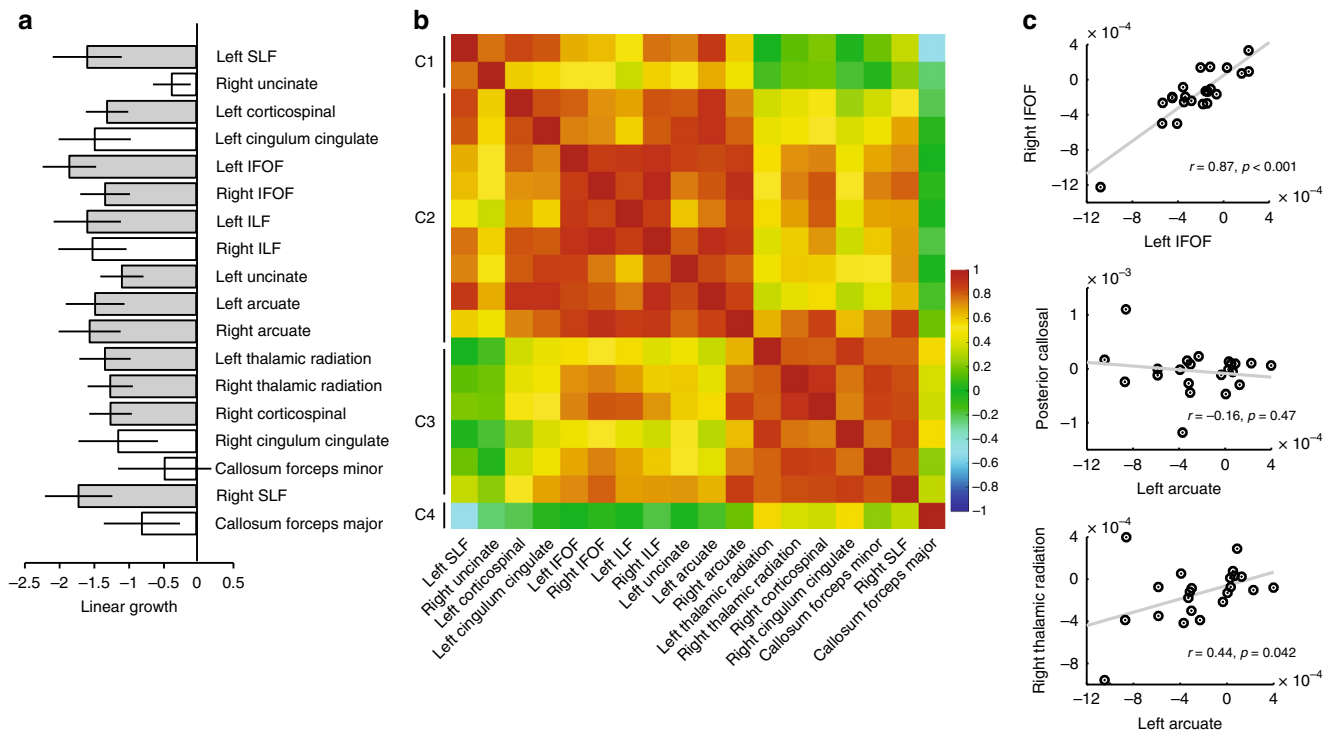 a
Left SLF
Right uncinate
Left corticospinal
Left cingulum cingulate
Left IFOF
Right IFOF
Left ILF
Right ILF
Left uncinate
Left arcuate
Right arcuate
Left thalamic radiation
Right thalamic radiation
Right corticospinal
Right cingulum cingulate
Callosum forceps minor
Right SLF
Callosum forceps major
−2.5 −2 −1.5 −1 −0.5 0 0.5
Linear growth
b
C1
C2
C3
C4
Left SLF
Right uncinate
Left corticospinal
Left cingulum cingulate
Left IFOF
Right IFOF
Left ILF
Right ILF
Left uncinate
Left arcuate
Right arcuate
Left thalamic radiation
Right thalamic radiation
Right corticospinal
Right cingulum cingulate
Callosum forceps minor
Right SLF
Callosum forceps major
1
0.8
0.6
0.4
0.2
0
−0.2
−0.4
−0.6
−0.8
−1
c
× 10⁻⁴
4
0
−4
−8
−12
Right IFOF
r = 0.87, p < 0.001
× 10⁻⁴
−12 −8 −4 0 4
Left IFOF
× 10⁻³
1
0
−1
Posterior callosal
r = −0.16, p = 0.47
× 10⁻⁴
−12 −8 −4 0 4
Left arcuate
× 10⁻⁴
4
0
−4
−8
Right thalamic radiation
r = 0.44, p = 0.042
× 10⁻⁴
−12 −8 −4 0 4
Left arcuate